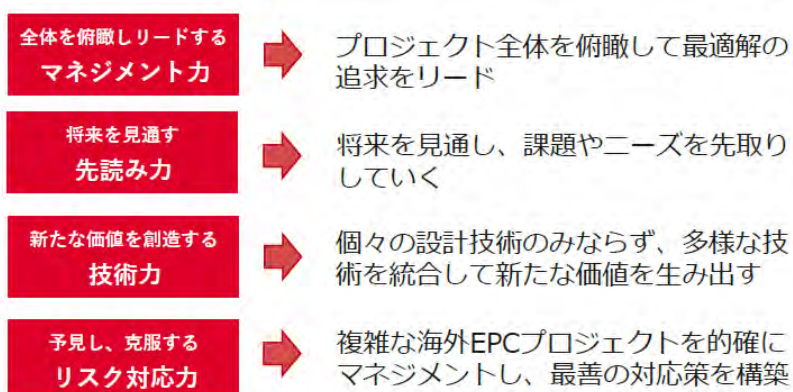 全体を俯瞰しリードする
マネジメント力
プロジェクト全体を俯瞰して最適解の
追求をリード
将来を見通す
先読み力
将来を見通し、課題やニーズを先取り
していく
新たな価値を創造する
技術力
個々の設計技術のみならず、多様な技
術を統合して新たな価値を生み出す
予見し、克服する
リスク対応力
複雑な海外EPCプロジェクトを的確に
マネジメントし、最善の対応策を構築